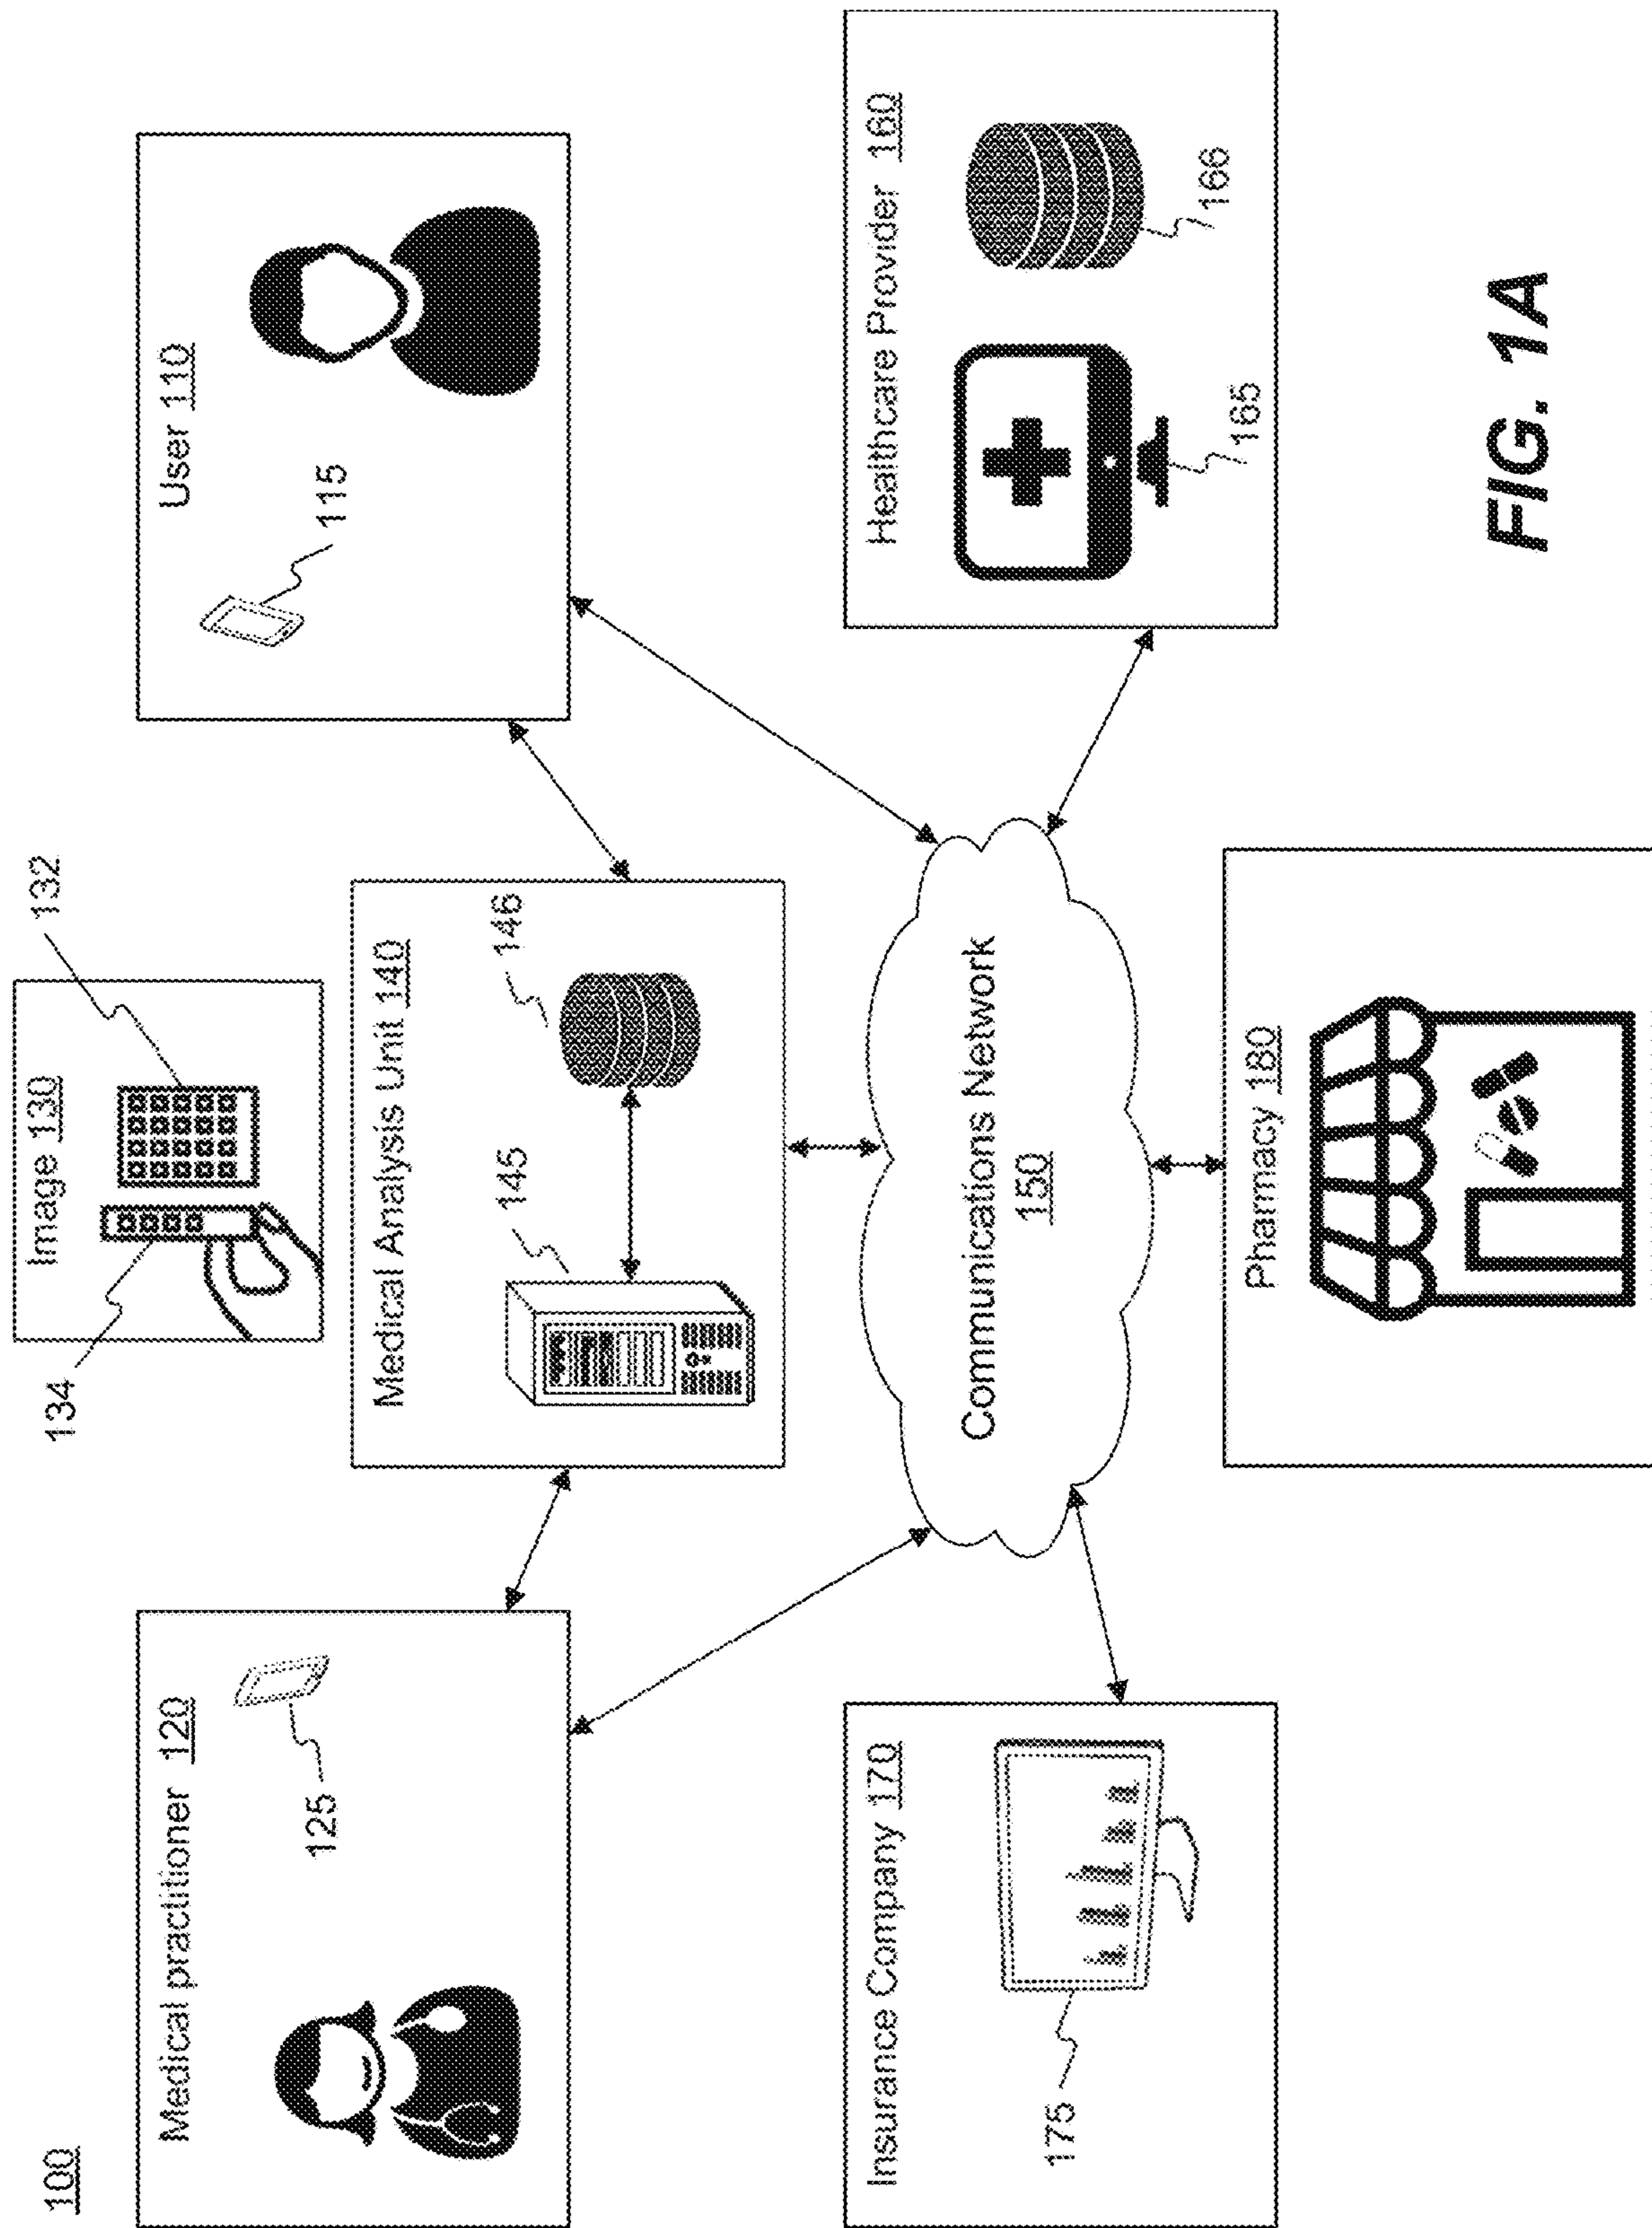 100
Medical practitioner 120
125
134
Image 130
132
Medical Analysis Unit 140
145
146
User 110
115
Communications Network
150
Insurance Company 170
175
Pharmacy 180
Healthcare Provider 160
165
166
FIG. 1A